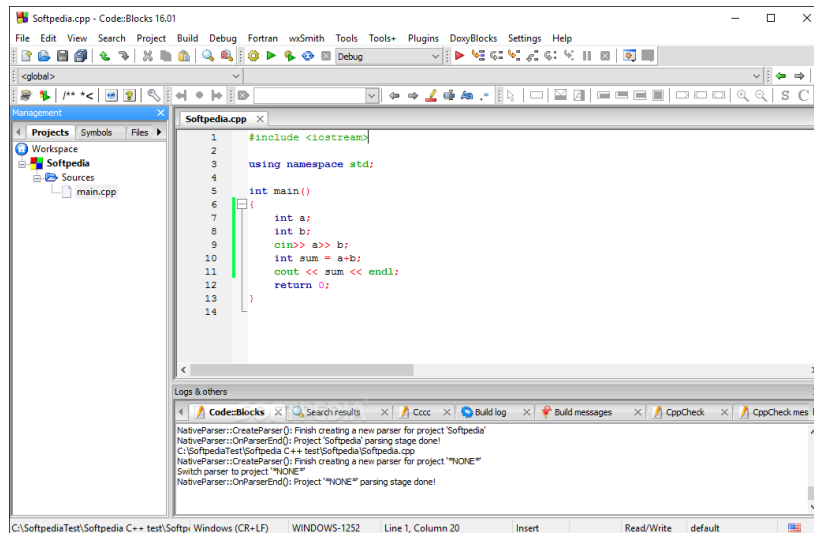 Softpedia.cpp - Code::Blocks 16.01
File Edit View Search Project Build Debug Fortran wxSmith Tools Tools+ Plugins DoxyBlocks Settings Help
Debug
<global>
/** *<
S C
Management
Projects Symbols Files
Softpedia.cpp
Workspace
Softpedia
Sources
main.cpp
1 #include <iostream>
2
3 using namespace std;
4
5 int main()
6 {
7 int a;
8 int b;
9 cin>> a>> b;
10 int sum = a+b;
11 cout << sum << endl;
12 return 0;
13 }
14
Logs & others
Code::Blocks Search results Cccc Build log Build messages CppCheck CppCheck mes
NativeParser::CreateParser(): Finish creating a new parser for project 'Softpedia'
NativeParser::OnParserEnd(): Project 'Softpedia' parsing stage done!
C:\SoftpediaTest\Softpedia C++ test\Softpedia\Softpedia.cpp
NativeParser::CreateParser(): Finish creating a new parser for project '*NONE*'
Switch parser to project '*NONE*'
NativeParser::OnParserEnd(): Project '*NONE*' parsing stage done!
C:\SoftpediaTest\Softpedia C++ test\Softp Windows (CR+LF) WINDOWS-1252 Line 1, Column 20 Insert Read/Write default